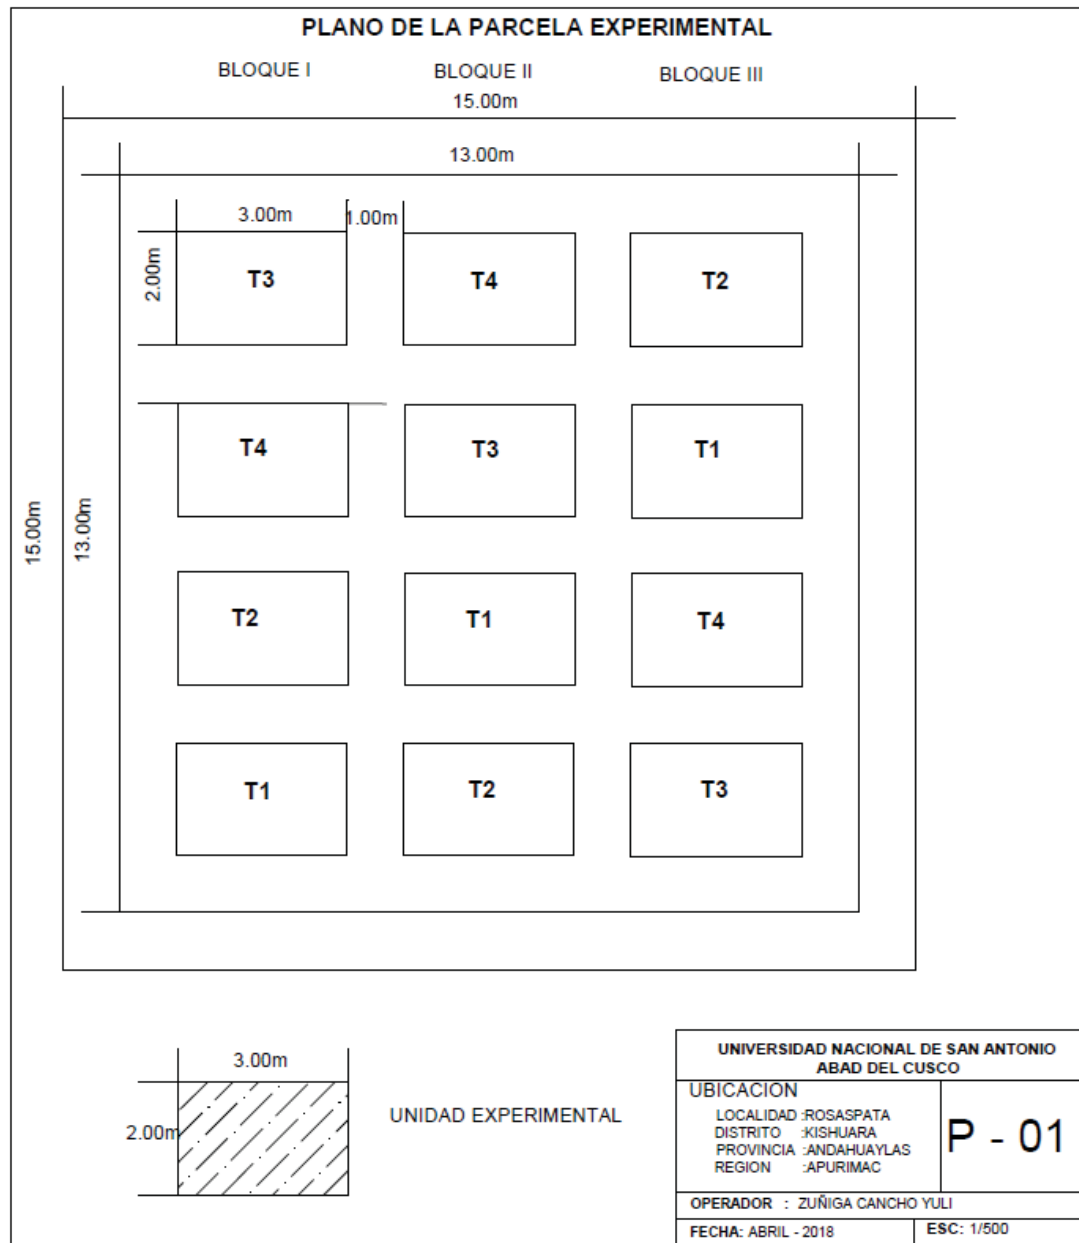 PLANO DE LA PARCELA EXPERIMENTAL
BLOQUE I
BLOQUE II
BLOQUE III
15.00m
13.00m
3.00m
1.00m
2.00m
T3
T4
T2
T4
T3
T1
15.00m
13.00m
T2
T1
T4
T1
T2
T3
3.00m
2.00m
UNIDAD EXPERIMENTAL
UNIVERSIDAD NACIONAL DE SAN ANTONIO
ABAD DEL CUSCO
UBICACION
LOCALIDAD :ROSASPATA
DISTRITO :KISHUARA
PROVINCIA :ANDAHUAYLAS
REGION :APURIMAC
P - 01
OPERADOR : ZUÑIGA CANCHO YULI
FECHA: ABRIL - 2018
ESC: 1/500